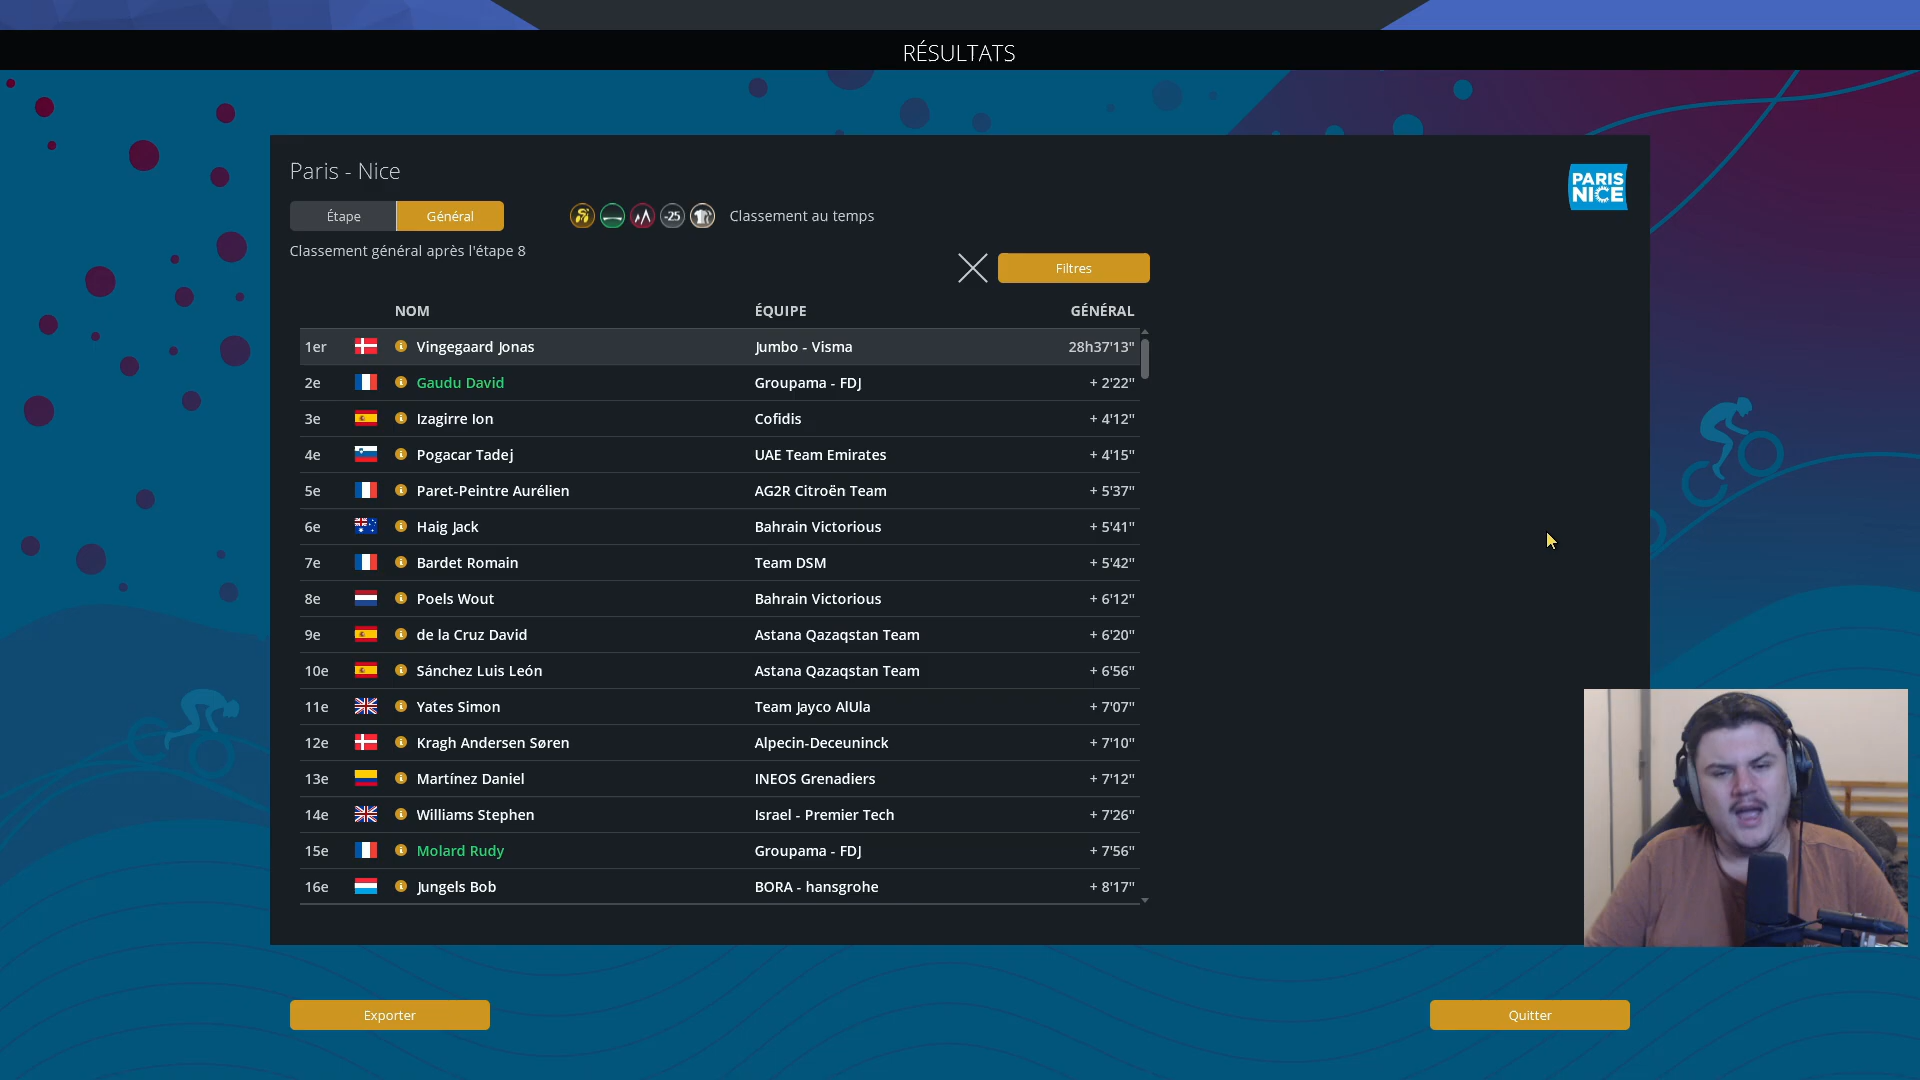 RÉSULTATS
Paris - Nice
PARIS
NICE
Étape
Général
-25
Classement au temps
Classement général après l'étape 8
Filtres
NOM ÉQUIPE GÉNÉRAL
1er Vingegaard Jonas Jumbo - Visma 28h37'13''
2e Gaudu David Groupama - FDJ + 2'22''
3e Izagirre Ion Cofidis + 4'12''
4e Pogacar Tadej UAE Team Emirates + 4'15''
5e Paret-Peintre Aurélien AG2R Citroën Team + 5'37''
6e Haig Jack Bahrain Victorious + 5'41''
7e Bardet Romain Team DSM + 5'42''
8e Poels Wout Bahrain Victorious + 6'12''
9e de la Cruz David Astana Qazaqstan Team + 6'20''
10e Sánchez Luis León Astana Qazaqstan Team + 6'56''
11e Yates Simon Team Jayco AlUla + 7'07''
12e Kragh Andersen Søren Alpecin-Deceuninck + 7'10''
13e Martínez Daniel INEOS Grenadiers + 7'12''
14e Williams Stephen Israel - Premier Tech + 7'26''
15e Molard Rudy Groupama - FDJ + 7'56''
16e Jungels Bob BORA - hansgrohe + 8'17''
Exporter
Quitter